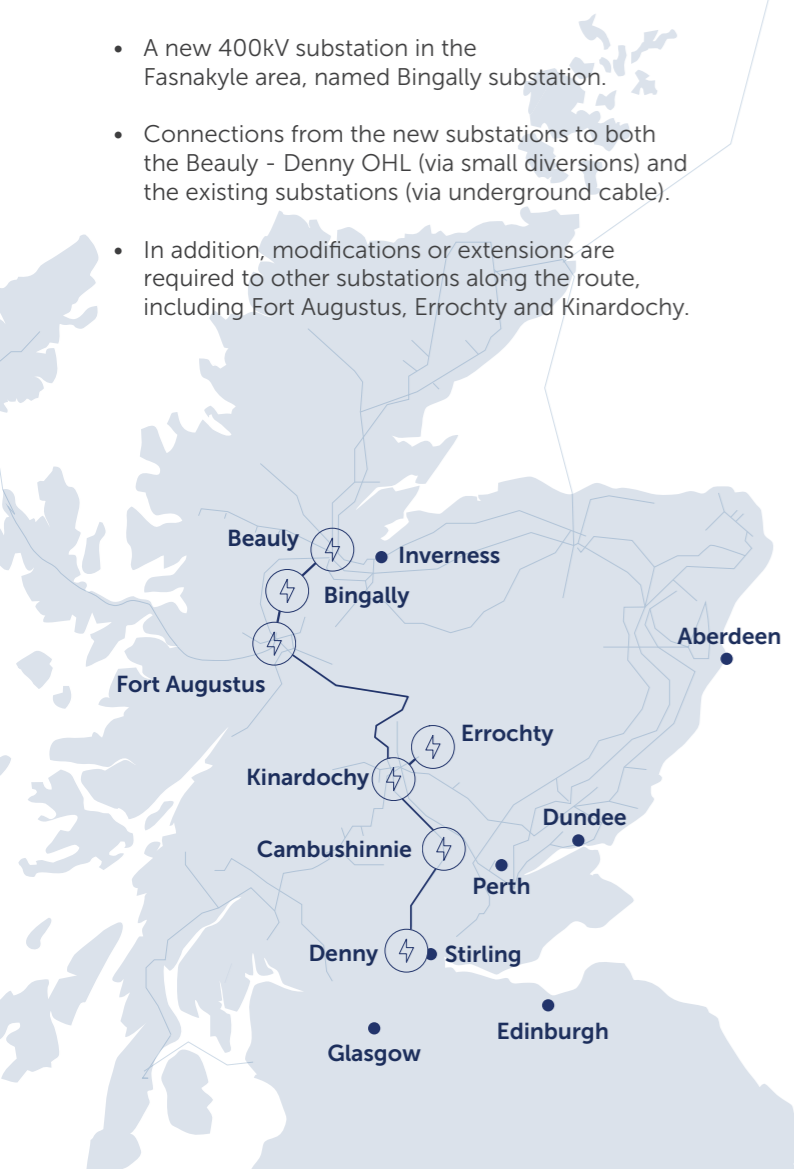 • A new 400kV substation in the
Fasnakyle area, named Bingally substation.
• Connections from the new substations to both
the Beauly - Denny OHL (via small diversions) and
the existing substations (via underground cable).
• In addition, modifications or extensions are
required to other substations along the route,
including Fort Augustus, Errochty and Kinardochy.
Beauly
Inverness
Bingally
Aberdeen
Fort Augustus
Errochty
Kinardochy
Dundee
Cambushinnie
Perth
Denny
Stirling
Edinburgh
Glasgow